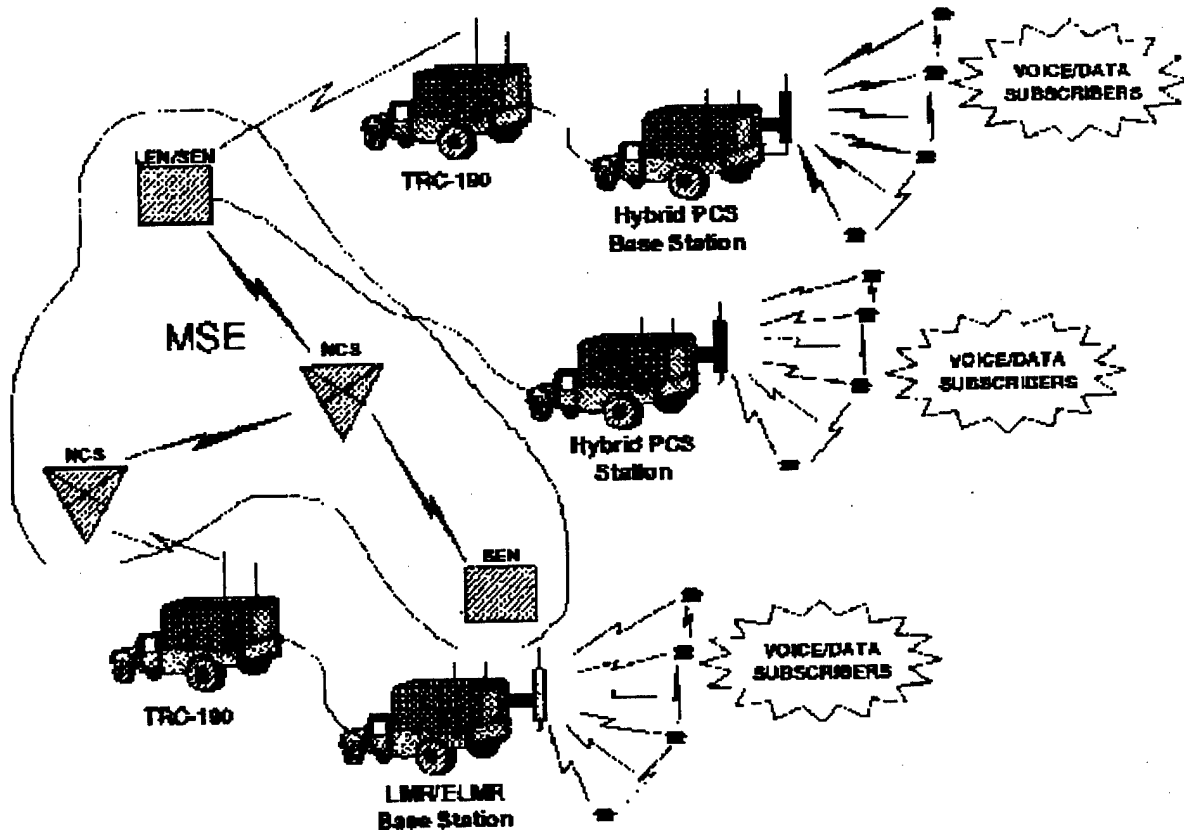 VOICE/DATA
SUBSCRIBERS
LEN/SEN
TRC-190
Hybrid PCS
Base Station
MSE
NCS
VOICE/DATA
SUBSCRIBERS
Hybrid PCS
Station
NCS
SEN
VOICE/DATA
SUBSCRIBERS
TRC-190
LMR/ELMR
Base Station